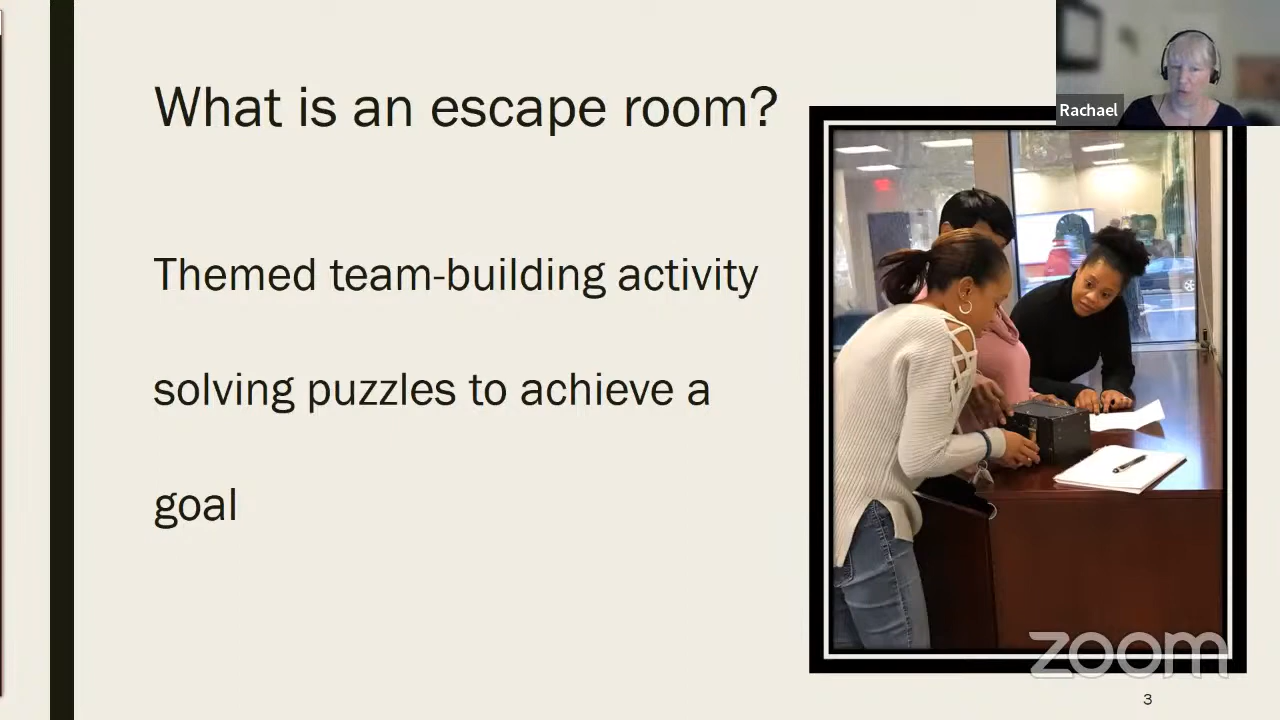 What is an escape room?
Rachael
Themed team-building activity
solving puzzles to achieve a
goal
zoom
3